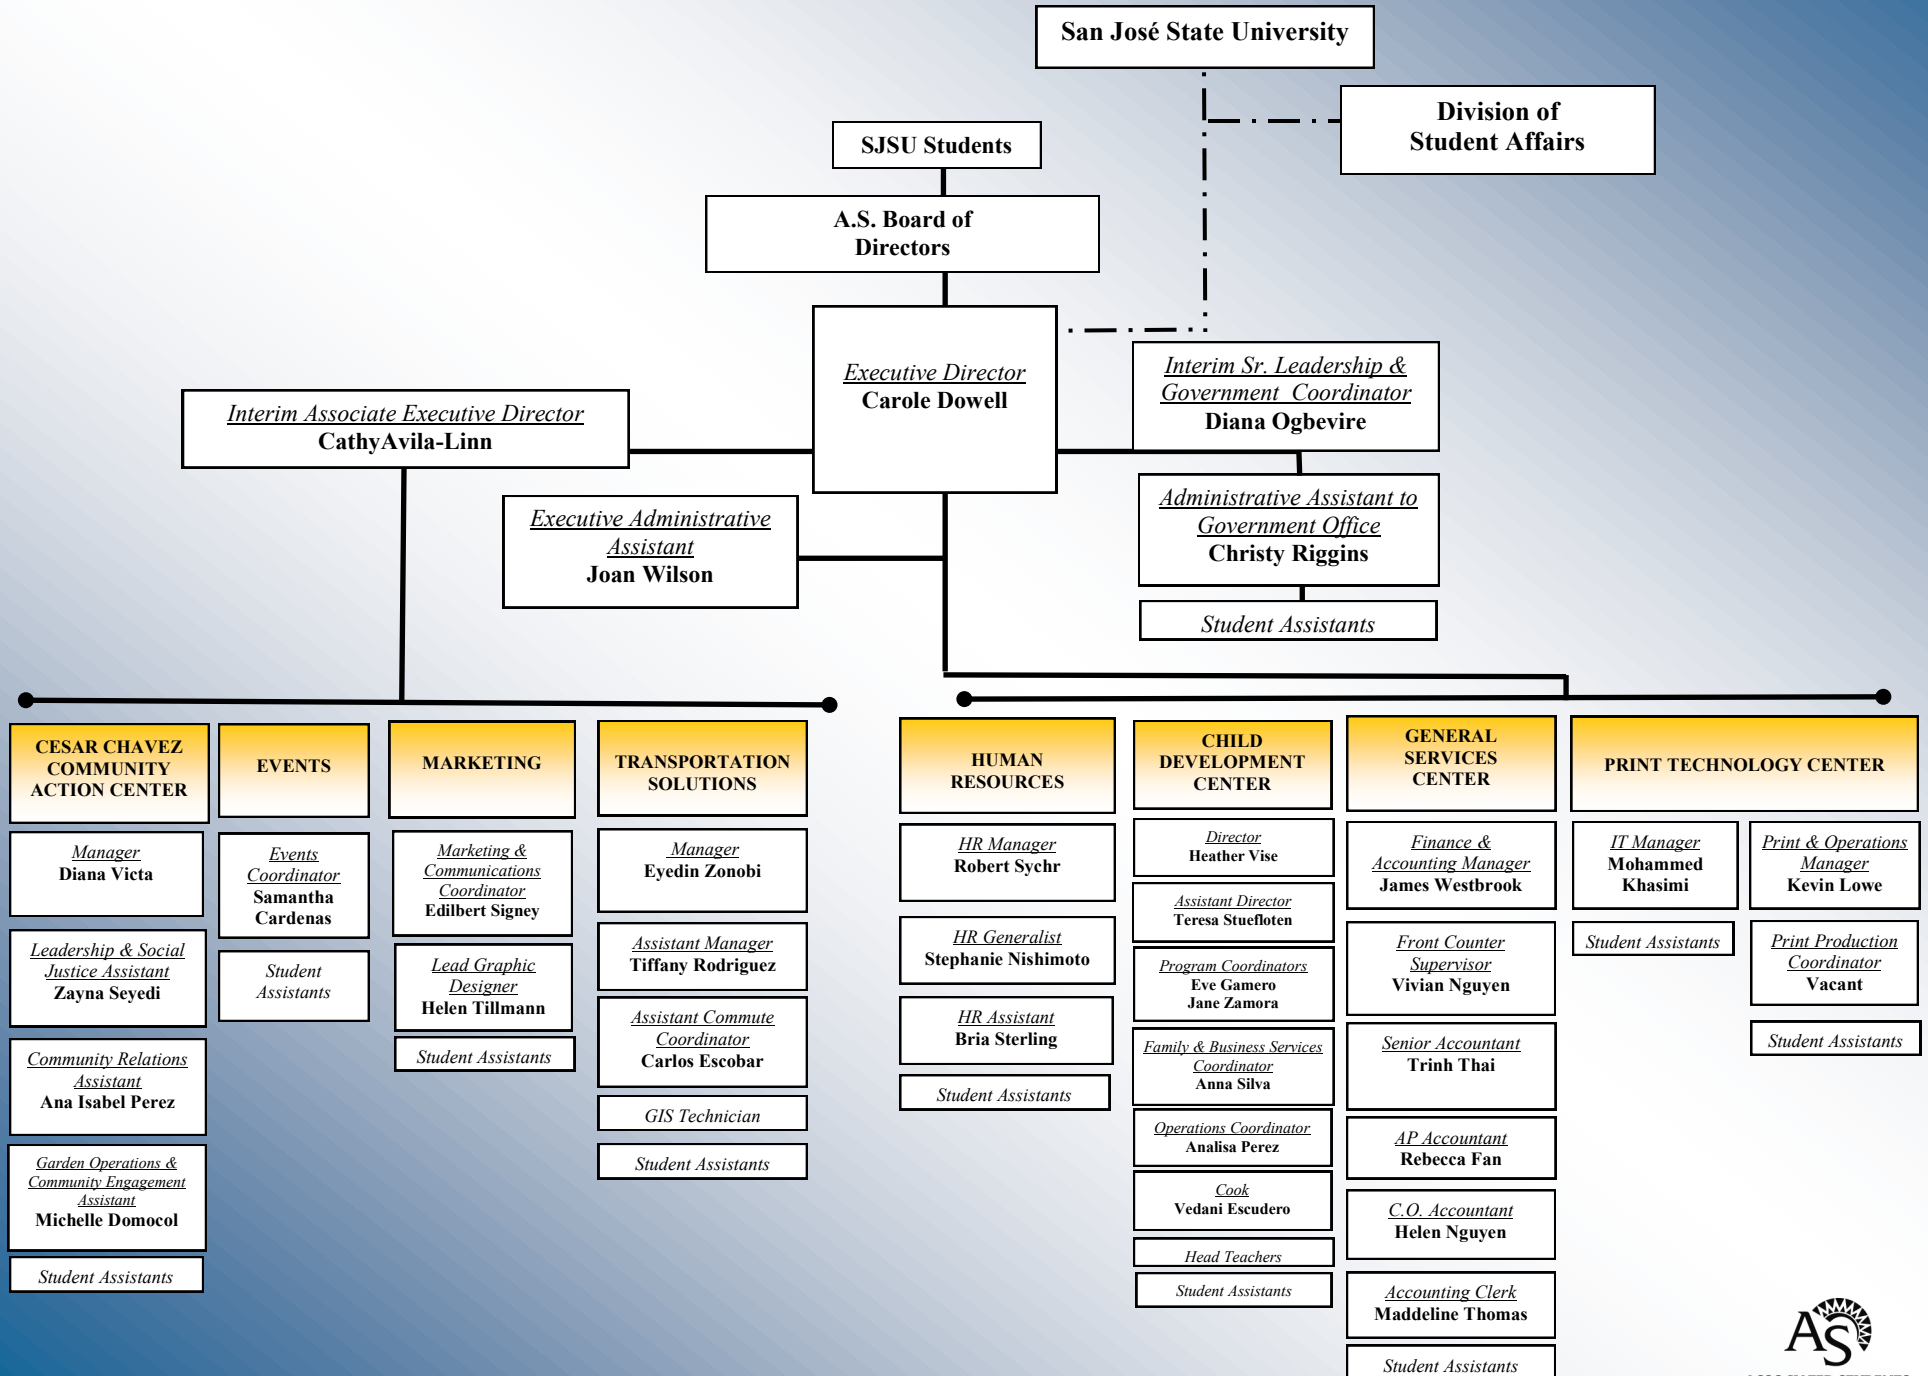 San José State University
Division of
Student Affairs
SJSU Students
A.S. Board of
Directors
Executive Director
Carole Dowell
Interim Sr. Leadership &
Government Coordinator
Diana Ogbevire
Interim Associate Executive Director
CathyAvila-Linn
Administrative Assistant to
Government Office
Christy Riggins
Executive Administrative
Assistant
Joan Wilson
Student Assistants
CESAR CHAVEZ
COMMUNITY
ACTION CENTER
Manager
Diana Victa
Leadership & Social
Justice Assistant
Zayna Seyedi
Community Relations
Assistant
Ana Isabel Perez
Garden Operations &
Community Engagement
Assistant
Michelle Domocol
Student Assistants
EVENTS
Events
Coordinator
Samantha
Cardenas
Student
Assistants
MARKETING
Marketing &
Communications
Coordinator
Edilbert Signey
Lead Graphic
Designer
Helen Tillmann
Student Assistants
TRANSPORTATION
SOLUTIONS
Manager
Eyedin Zonobi
Assistant Manager
Tiffany Rodriguez
Assistant Commute
Coordinator
Carlos Escobar
GIS Technician
Student Assistants
HUMAN
RESOURCES
HR Manager
Robert Sychr
HR Generalist
Stephanie Nishimoto
HR Assistant
Bria Sterling
Student Assistants
CHILD
DEVELOPMENT
CENTER
Director
Heather Vise
Assistant Director
Teresa Stuefloten
Program Coordinators
Eve Gamero
Jane Zamora
Family & Business Services
Coordinator
Anna Silva
Operations Coordinator
Analisa Perez
Cook
Vedani Escudero
Head Teachers
Student Assistants
GENERAL
SERVICES
CENTER
Finance &
Accounting Manager
James Westbrook
Front Counter
Supervisor
Vivian Nguyen
Senior Accountant
Trinh Thai
AP Accountant
Rebecca Fan
C.O. Accountant
Helen Nguyen
Accounting Clerk
Maddeline Thomas
Student Assistants
PRINT TECHNOLOGY CENTER
IT Manager
Mohammed
Khasimi
Student Assistants
Print & Operations
Manager
Kevin Lowe
Print Production
Coordinator
Vacant
Student Assistants
AS